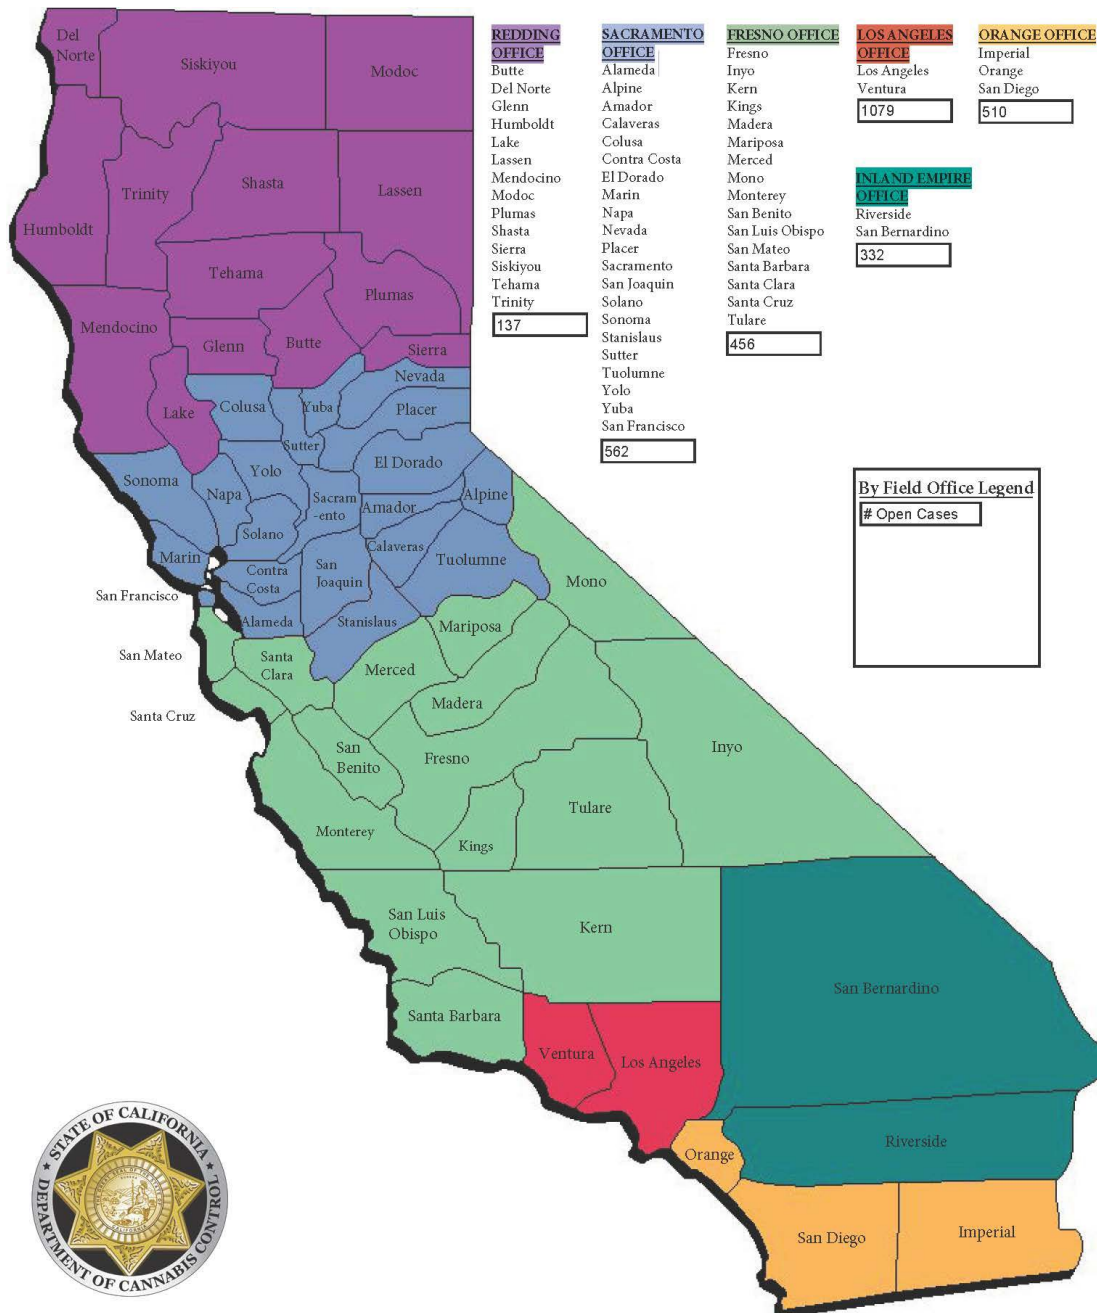 REDDING
OFFICE
Butte
Del Norte
Glenn
Humboldt
Lake
Lassen
Mendocino
Modoc
Plumas
Shasta
Sierra
Siskiyou
Tehama
Trinity
137
SACRAMENTO
OFFICE
Alameda
Alpine
Amador
Calaveras
Colusa
Contra Costa
El Dorado
Marin
Napa
Nevada
Placer
Sacramento
San Joaquin
Solano
Sonoma
Stanislaus
Sutter
Tuolumne
Yolo
Yuba
San Francisco
562
FRESNO OFFICE
Fresno
Inyo
Kern
Kings
Madera
Mariposa
Merced
Mono
Monterey
San Benito
San Luis Obispo
San Mateo
Santa Barbara
Santa Clara
Santa Cruz
Tulare
456
LOS ANGELES
OFFICE
Los Angeles
Ventura
1079
ORANGE OFFICE
Imperial
Orange
San Diego
510
INLAND EMPIRE
OFFICE
Riverside
San Bernardino
332
By Field Office Legend
# Open Cases
Del
Norte
Siskiyou
Modoc
Humboldt
Trinity
Shasta
Lassen
Tehama
Plumas
Mendocino
Glenn
Butte
Sierra
Lake
Colusa
Yuba
Nevada
Placer
Sutter
Sonoma
Napa
Yolo
El Dorado
Sacram
-ento
Amador
Alpine
Solano
Calaveras
Tuolumne
Marin
Contra
Costa
San
Joaquin
San Francisco
Alameda
Stanislaus
Mono
Mariposa
San Mateo
Santa
Clara
Merced
Madera
Santa Cruz
San
Benito
Fresno
Inyo
Tulare
Monterey
Kings
San Luis
Obispo
Kern
Santa Barbara
San Bernardino
Ventura
Los Angeles
Riverside
Orange
San Diego
Imperial
STATE OF CALIFORNIA
DEPARTMENT OF CANNABIS CONTROL